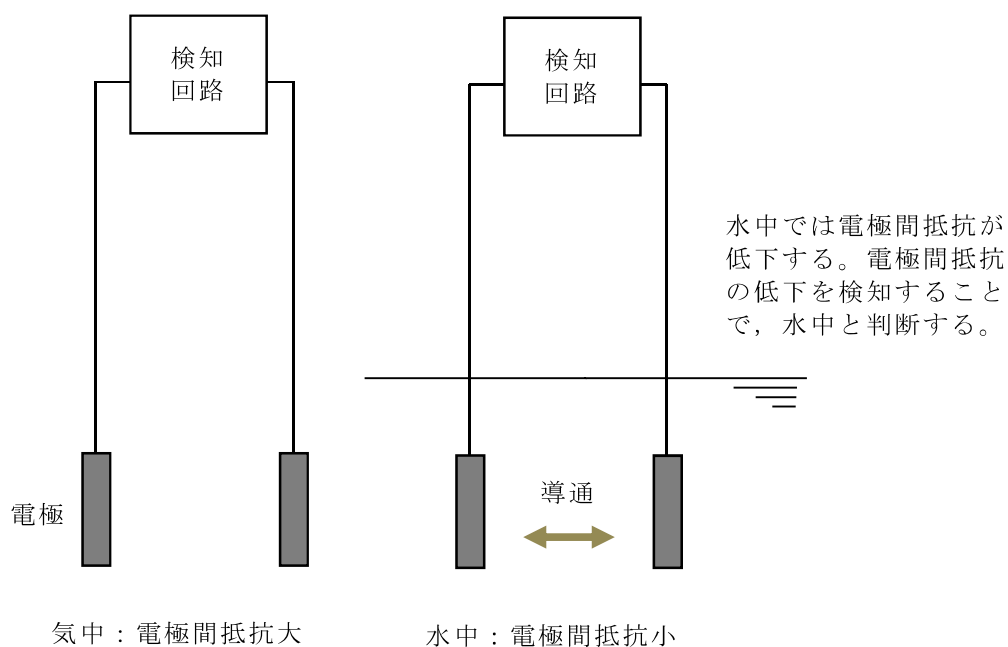 検知
回路
検知
回路
水中では電極間抵抗が
低下する。電極間抵抗
の低下を検知すること
で，水中と判断する。
導通
電極
気中：電極間抵抗大
水中：電極間抵抗小